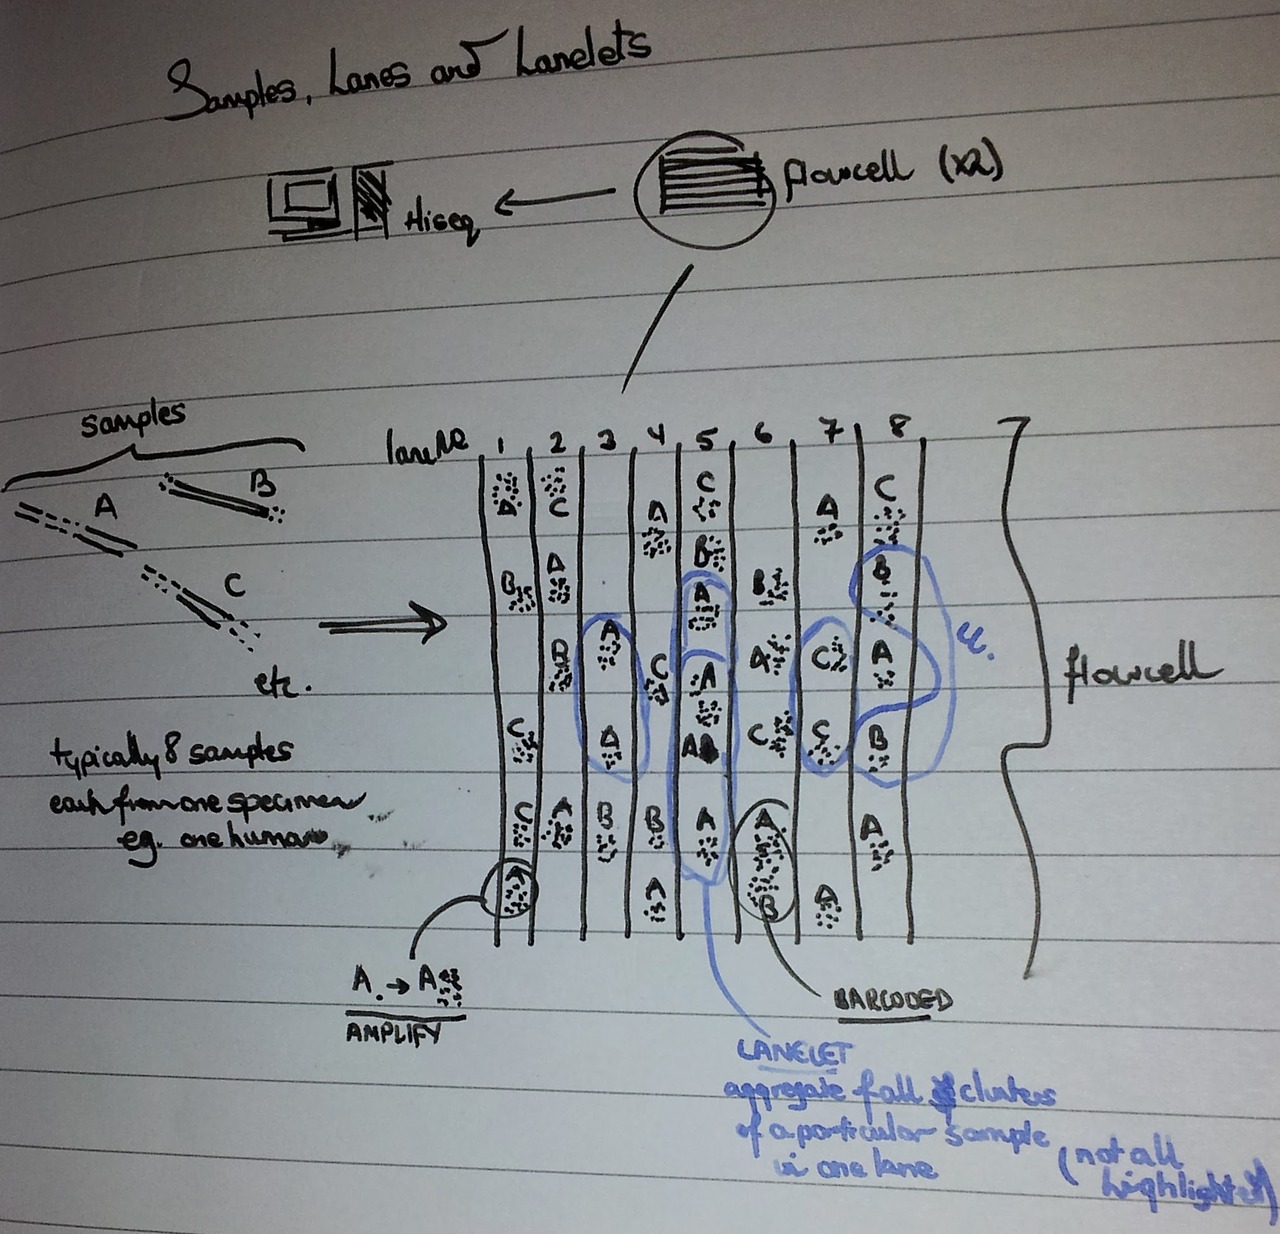 Samples, Lanes and Lanelets
Hiseq
flowcell (x2)
samples
A
B
C
etc.
typically 8 samples
each from one specimen
eg. one human
1 2 3 4 5 6 7 8
A C A C A C
B A B B B
B A C A A C A
C A A B C C B
C A B B A A A
A A B A
flowcell
A. → A
AMPLIFY
BARCODED
LANELET
aggregate of all clusters
of a particular sample
in one lane
(not all
highlighted)